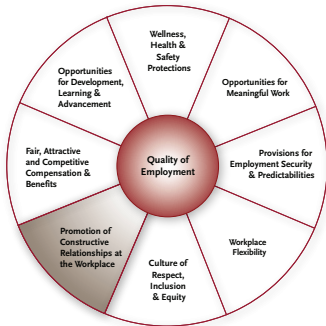 Wellness,
Health &
Safety
Protections
Opportunities for
Meaningful Work
Provisions for
Employment Security
& Predictabilities
Workplace
Flexibility
Culture of
Respect,
Inclusion
& Equity
Promotion of
Constructive
Relationships at
the Workplace
Fair, Attractive
and Competitive
Compensation &
Benefits
Opportunities
for Development,
Learning &
Advancement
Quality of
Employment